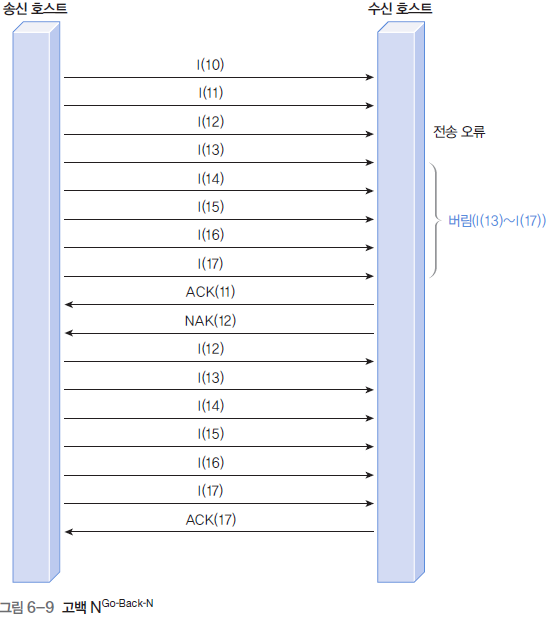 송신 호스트
수신 호스트
I(10)
I(11)
I(12)
전송 오류
I(13)
I(14)
I(15)
버림(I(13)~I(17))
I(16)
I(17)
ACK(11)
NAK(12)
I(12)
I(13)
I(14)
I(15)
I(16)
I(17)
ACK(17)
그림 6-9 고백 N Go-Back-N